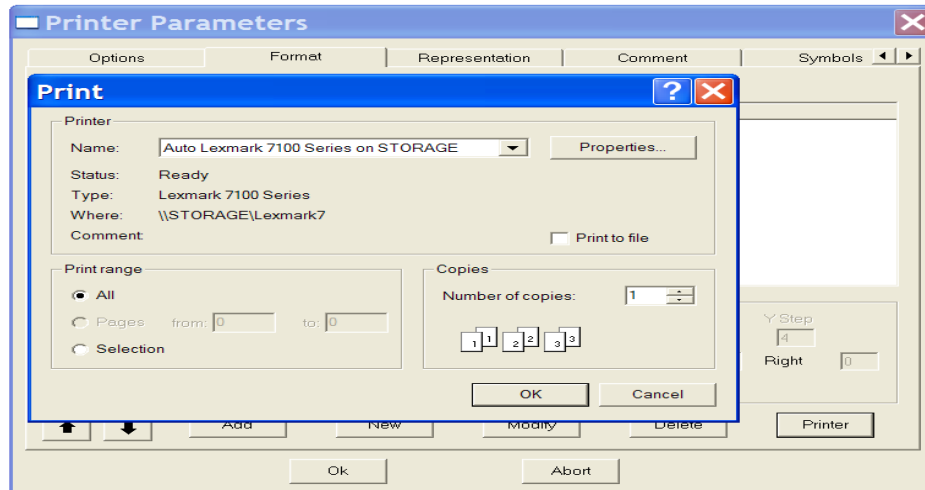 Printer Parameters
Options Format Representation Comment Symbols
Print
Printer
Name: Auto Lexmark 7100 Series on STORAGE Properties...
Status: Ready
Type: Lexmark 7100 Series
Where: \\STORAGE\Lexmark7
Comment:
Print to file
Print range
All
Pages from: 0 to: 0
Selection
Copies
Number of copies: 1
1 1 2 2 3 3
OK Cancel
Y Step
4
Right 0
Add New Modify Delete Printer
Ok Abort